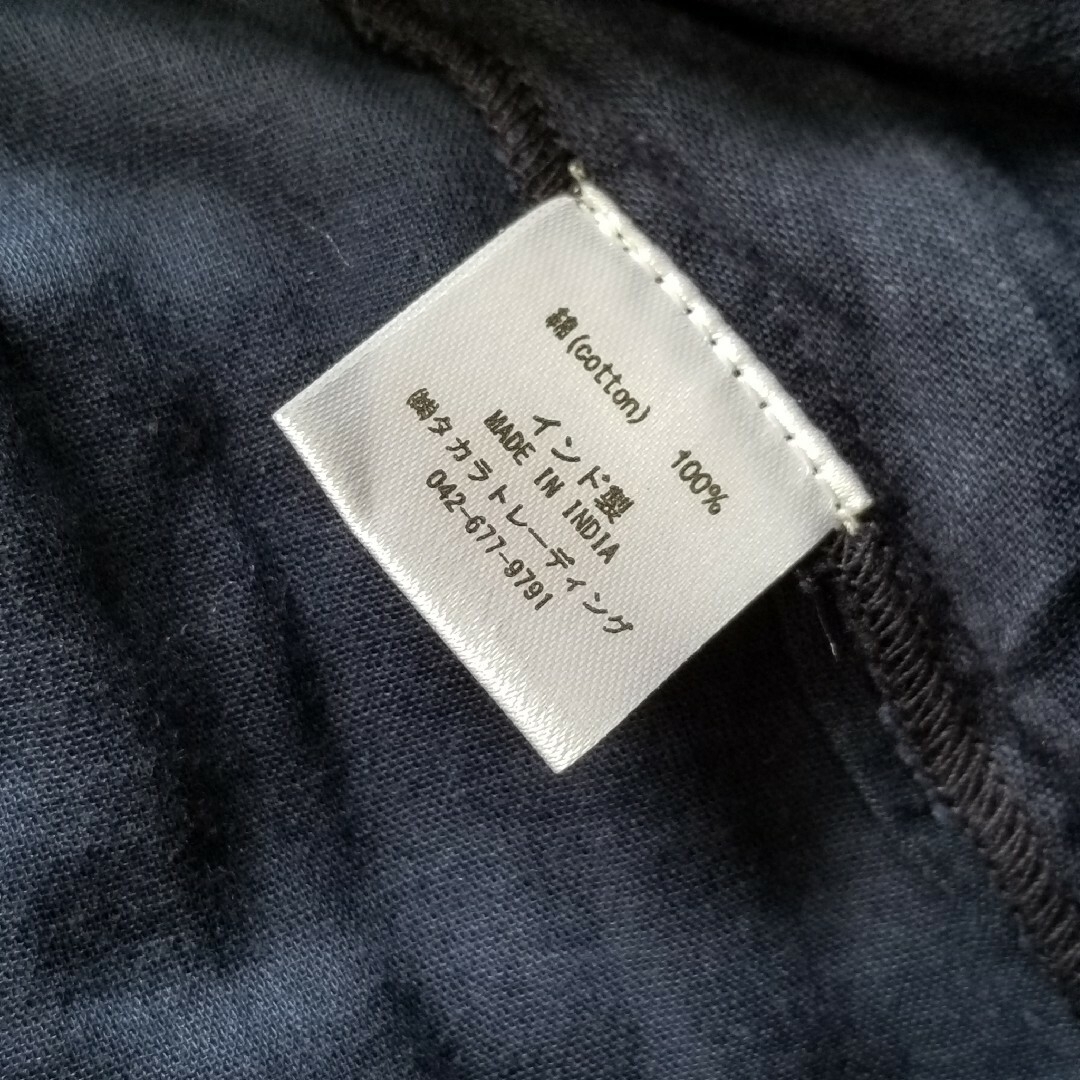 綿(cotton) 100%
インド製
MADE IN INDIA
㈱タカラトレーディング
042-677-9791